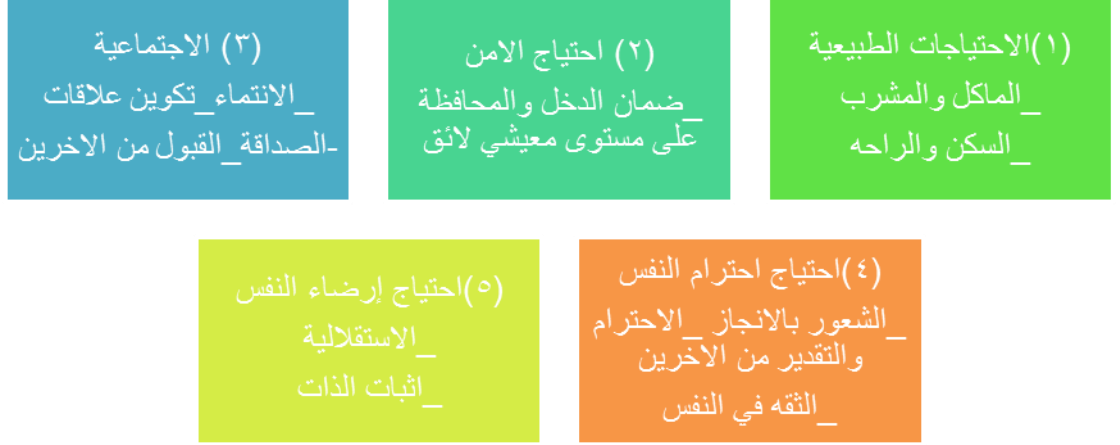 (١)الاحتياجات الطبيعية
_الماكل والمشرب
_السكن والراحه
(٢) احتياج الامن
_ضمان الدخل والمحافظة
على مستوى معيشي لائق
(٣) الاجتماعية
_الانتماء_تكوين علاقات
-الصداقة_القبول من الاخرين
(٤)احتياج احترام النفس
_الشعور بالانجاز _الاحترام
والتقدير من الاخرين
_الثقه في النفس
(٥)احتياج إرضاء النفس
_الاستقلالية
_اثبات الذات